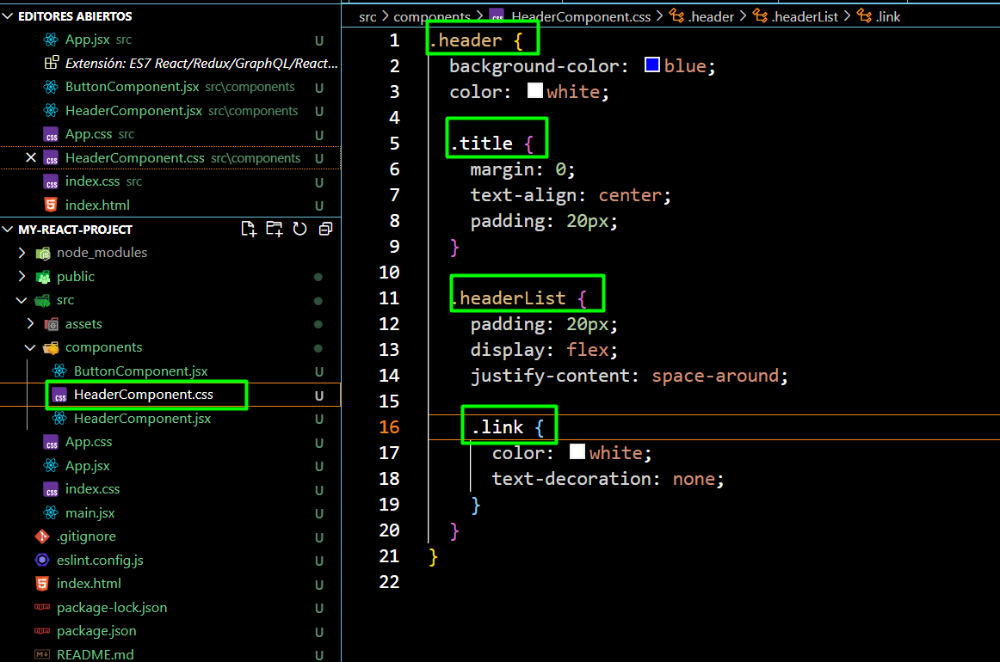 EDITORES ABIERTOS
App.jsx src U
Extensión: ES7 React/Redux/GraphQL/React...
ButtonComponent.jsx src\components U
HeaderComponent.jsx src\components U
App.css src U
HeaderComponent.css src\components U
index.css src U
index.html U
MY-REACT-PROJECT
node_modules
public
src
assets
components
ButtonComponent.jsx U
HeaderComponent.css U
HeaderComponent.jsx U
App.css U
App.jsx U
index.css U
main.jsx U
.gitignore U
eslint.config.js U
index.html U
package-lock.json U
package.json U
README.md U
src > components > HeaderComponent.css > .header > .headerList > .link
1 .header {
2 background-color: blue;
3 color: white;
4
5 .title {
6 margin: 0;
7 text-align: center;
8 padding: 20px;
9 }
10
11 .headerList {
12 padding: 20px;
13 display: flex;
14 justify-content: space-around;
15
16 .link {
17 color: white;
18 text-decoration: none;
19 }
20 }
21 }
22